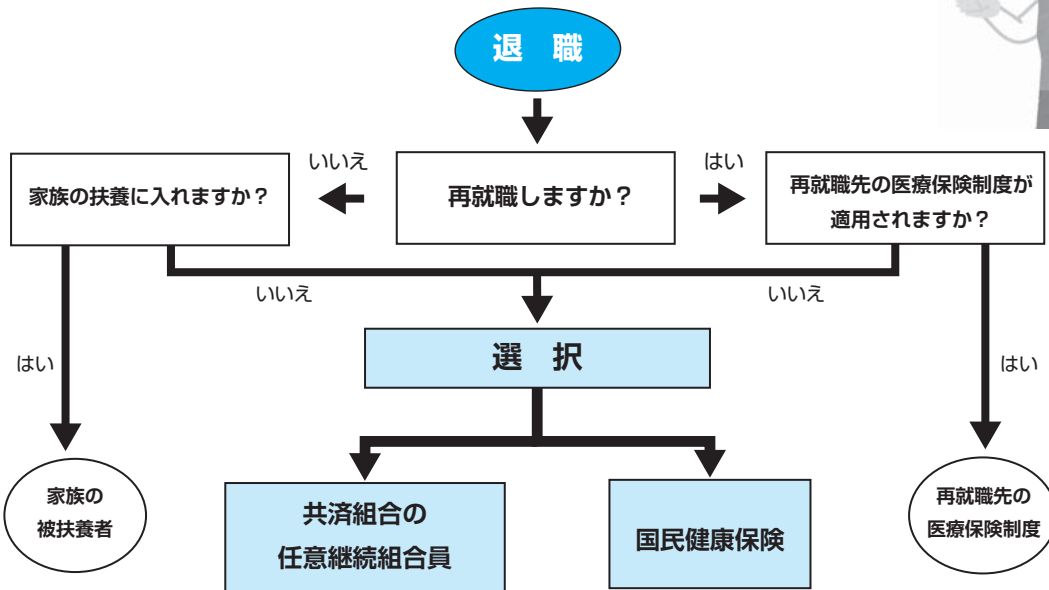 退 職
いいえ
はい
家族の扶養に入れますか？
再就職しますか？
再就職先の医療保険制度が
適用されますか？
いいえ
いいえ
はい
選 択
はい
家族の
被扶養者
共済組合の
任意継続組合員
国民健康保険
再就職先の
医療保険制度